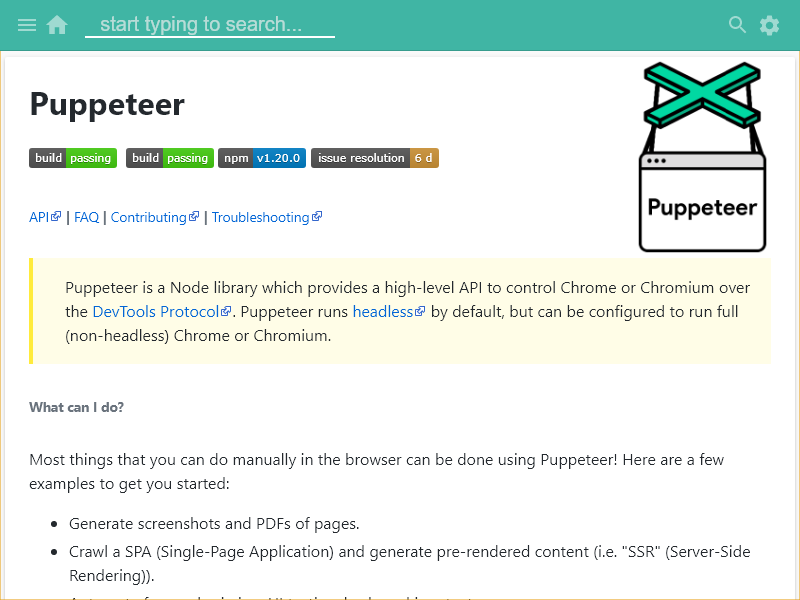 start typing to search...
Puppeteer
build passing build passing npm v1.20.0 issue resolution 6 d
Puppeteer
API | FAQ | Contributing | Troubleshooting
Puppeteer is a Node library which provides a high-level API to control Chrome or Chromium over
the DevTools Protocol. Puppeteer runs headless by default, but can be configured to run full
(non-headless) Chrome or Chromium.
What can I do?
Most things that you can do manually in the browser can be done using Puppeteer! Here are a few
examples to get you started:
• Generate screenshots and PDFs of pages.
• Crawl a SPA (Single-Page Application) and generate pre-rendered content (i.e. "SSR" (Server-Side
Rendering)).